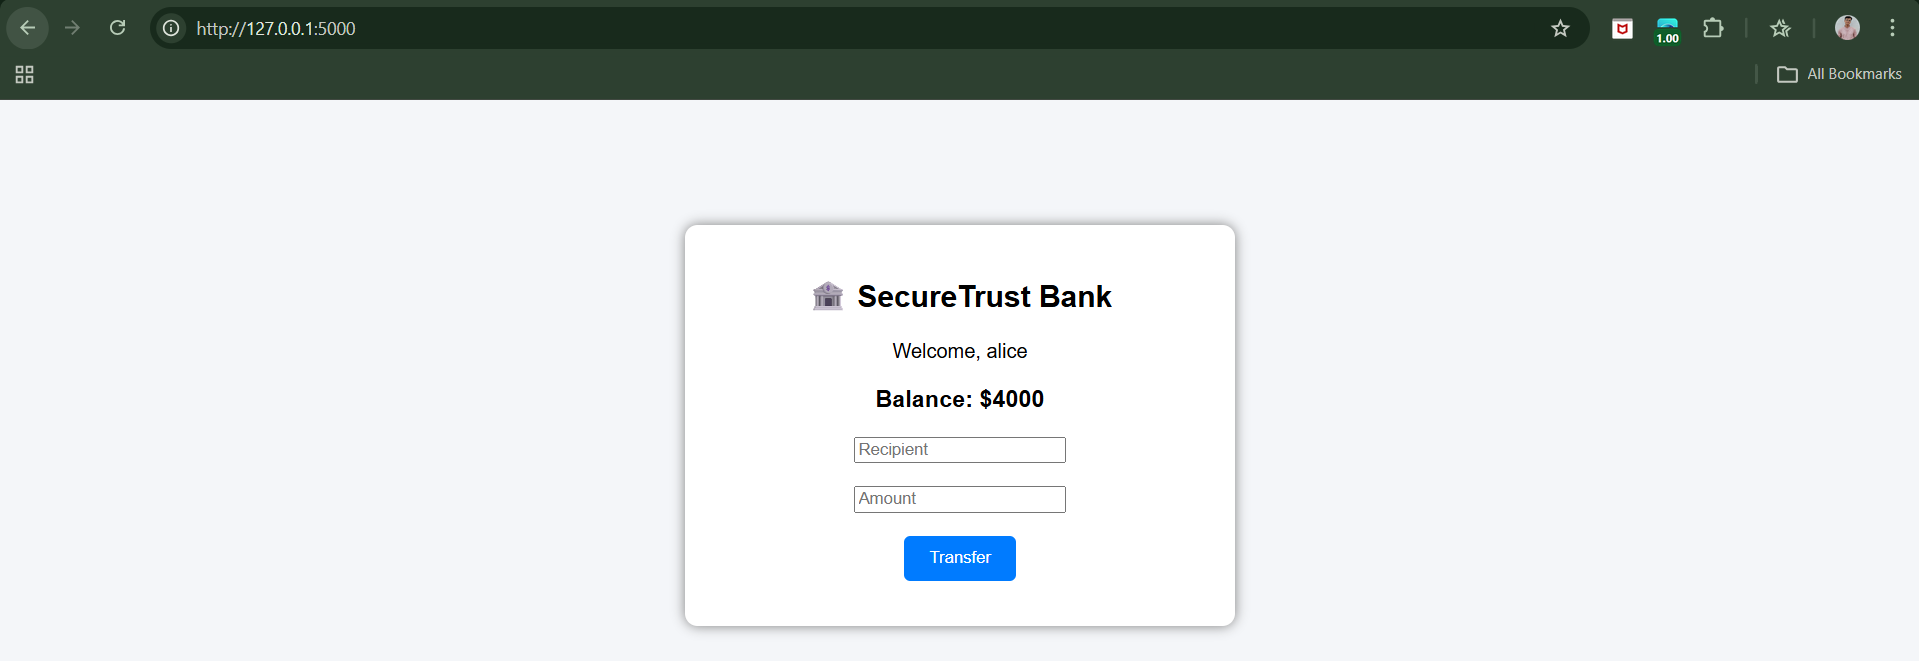 http://127.0.0.1:5000
1.00
All Bookmarks
SecureTrust Bank
Welcome, alice
Balance: $4000
Recipient
Amount
Transfer